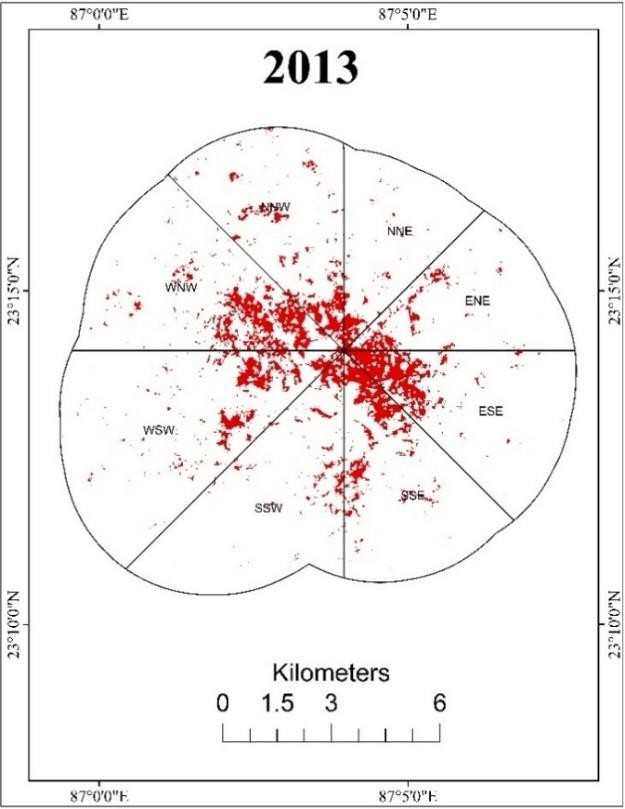 87°0'0"E 87°5'0"E
2013
NNW
NNE
WNW
ENE
23°15'0"N 23°15'0"N
WSW
ESE
SSW
SSE
23°10'0"N 23°10'0"N
Kilometers
0 1.5 3 6
87°0'0"E 87°5'0"E